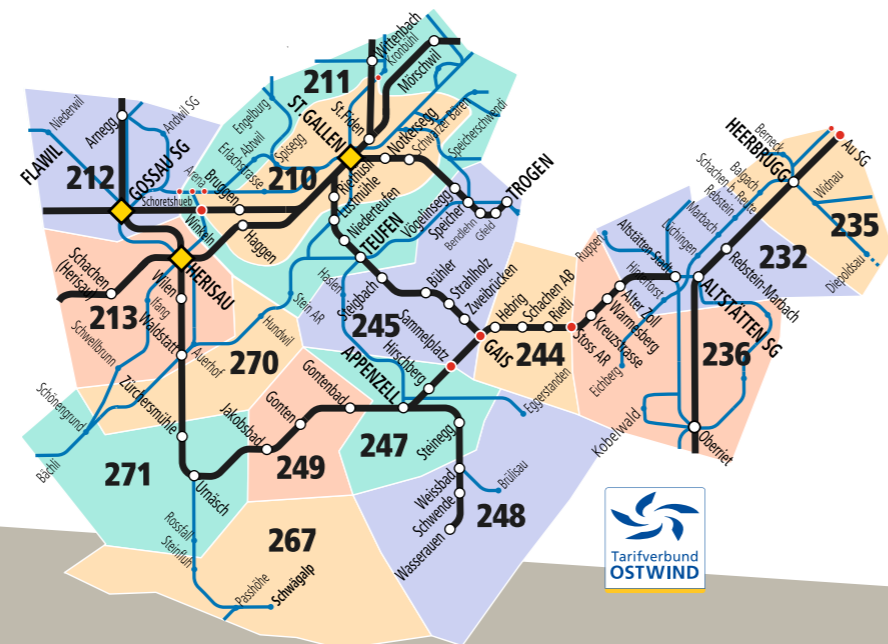 Wittenbach
Kronbühl
Mörschwil
211
Niederwil
Arnegg
Andwil SG
Engelburg
ST.GALLEN
St.Fiden
Notkersegg
Schwarzer Bären
Speicherschwendi
FLAWIL
212
GOSSAU SG
Abtwil
Erlachstrasse
Spisegg
210
Arena
Schoretshueb
Bruggen
Winkeln
Haggen
Riethüsli
Lustmühle
Niederteufen
TEUFEN
Vögelinsegg
Speicher
Bendlehn
Gfeld
TROGEN
HEERBRUGG
Berneck
Au SG
Balgach
Schachen b. Reute
Rebstein
Marbach
Lüchingen
Widnau
235
Diepoldsau
232
Rebstein-Marbach
Ruppen
Altstätten Stadt
Hinterforst
Alter Zoll
Warmesberg
Kreuzstrasse
Stoss AR
Eichberg
ALTSTÄTTEN SG
236
Kobelwald
Oberriet
Schachen
(Herisau)
HERISAU
Wilen
Ifang
213
Waldstatt
Schwellbrunn
Auerhof
270
Hundwil
Stein AR
Haslen
Steigbach
245
Bühler
Strahlholz
Zweibrücken
Sammelplatz
Hirschberg
GAIS
Hebrig
Schachen AB
Rietli
244
Eggerstanden
APPENZELL
Schönengrund
Bächli
Zürchersmühle
Jakobsbad
Gonten
Gontenbad
247
249
271
Urnäsch
Steinegg
Weissbad
Schwende
Wasserauen
Brülisau
248
Rossfall
Steinfluh
267
Passhöhe
Schwägalp
Tarifverbund
OSTWIND